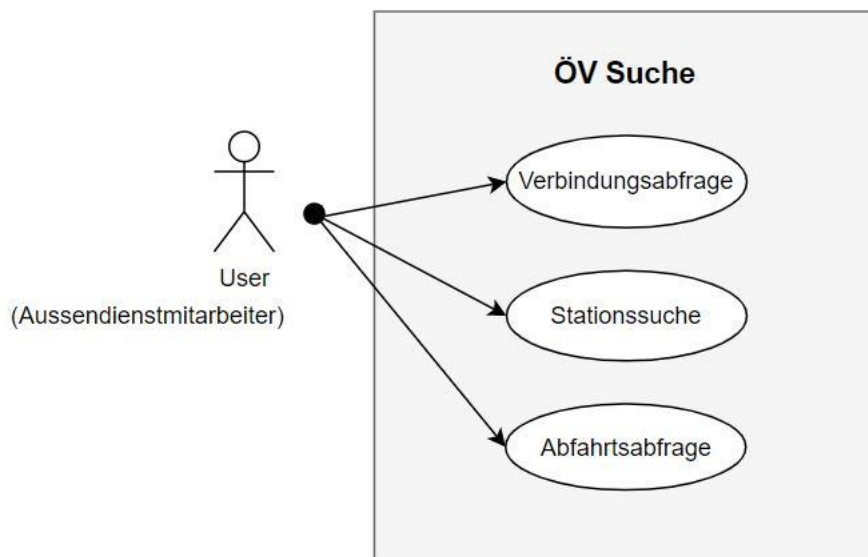 ÖV Suche
Verbindungsabfrage
User
(Aussendienstmitarbeiter)
Stationssuche
Abfahrtsabfrage